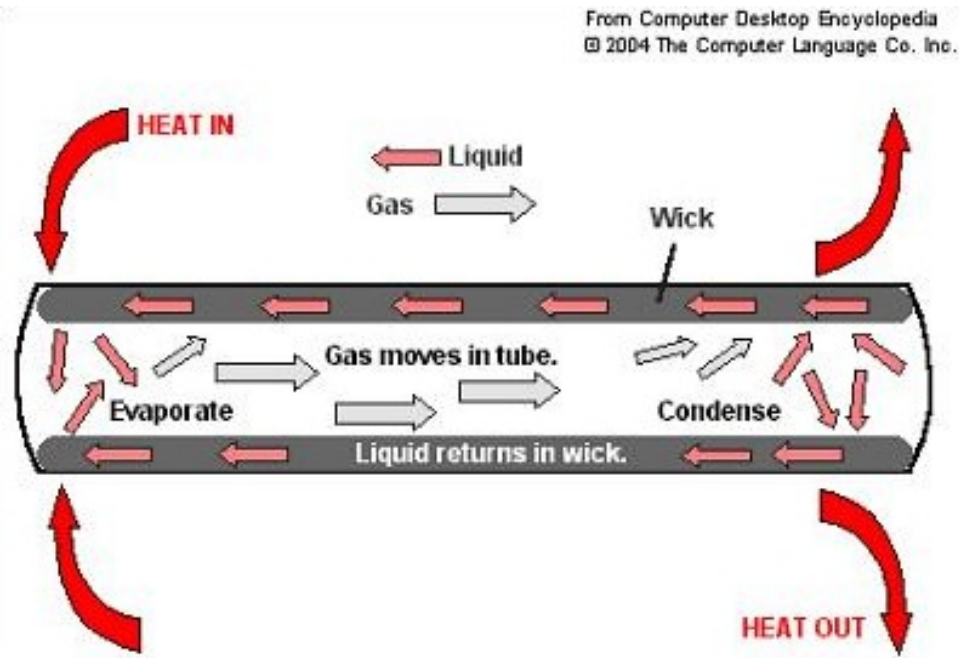 From Computer Desktop Encyclopedia
© 2004 The Computer Language Co. Inc.
HEAT IN
Liquid
Gas
Wick
Gas moves in tube.
Evaporate
Condense
Liquid returns in wick.
HEAT OUT